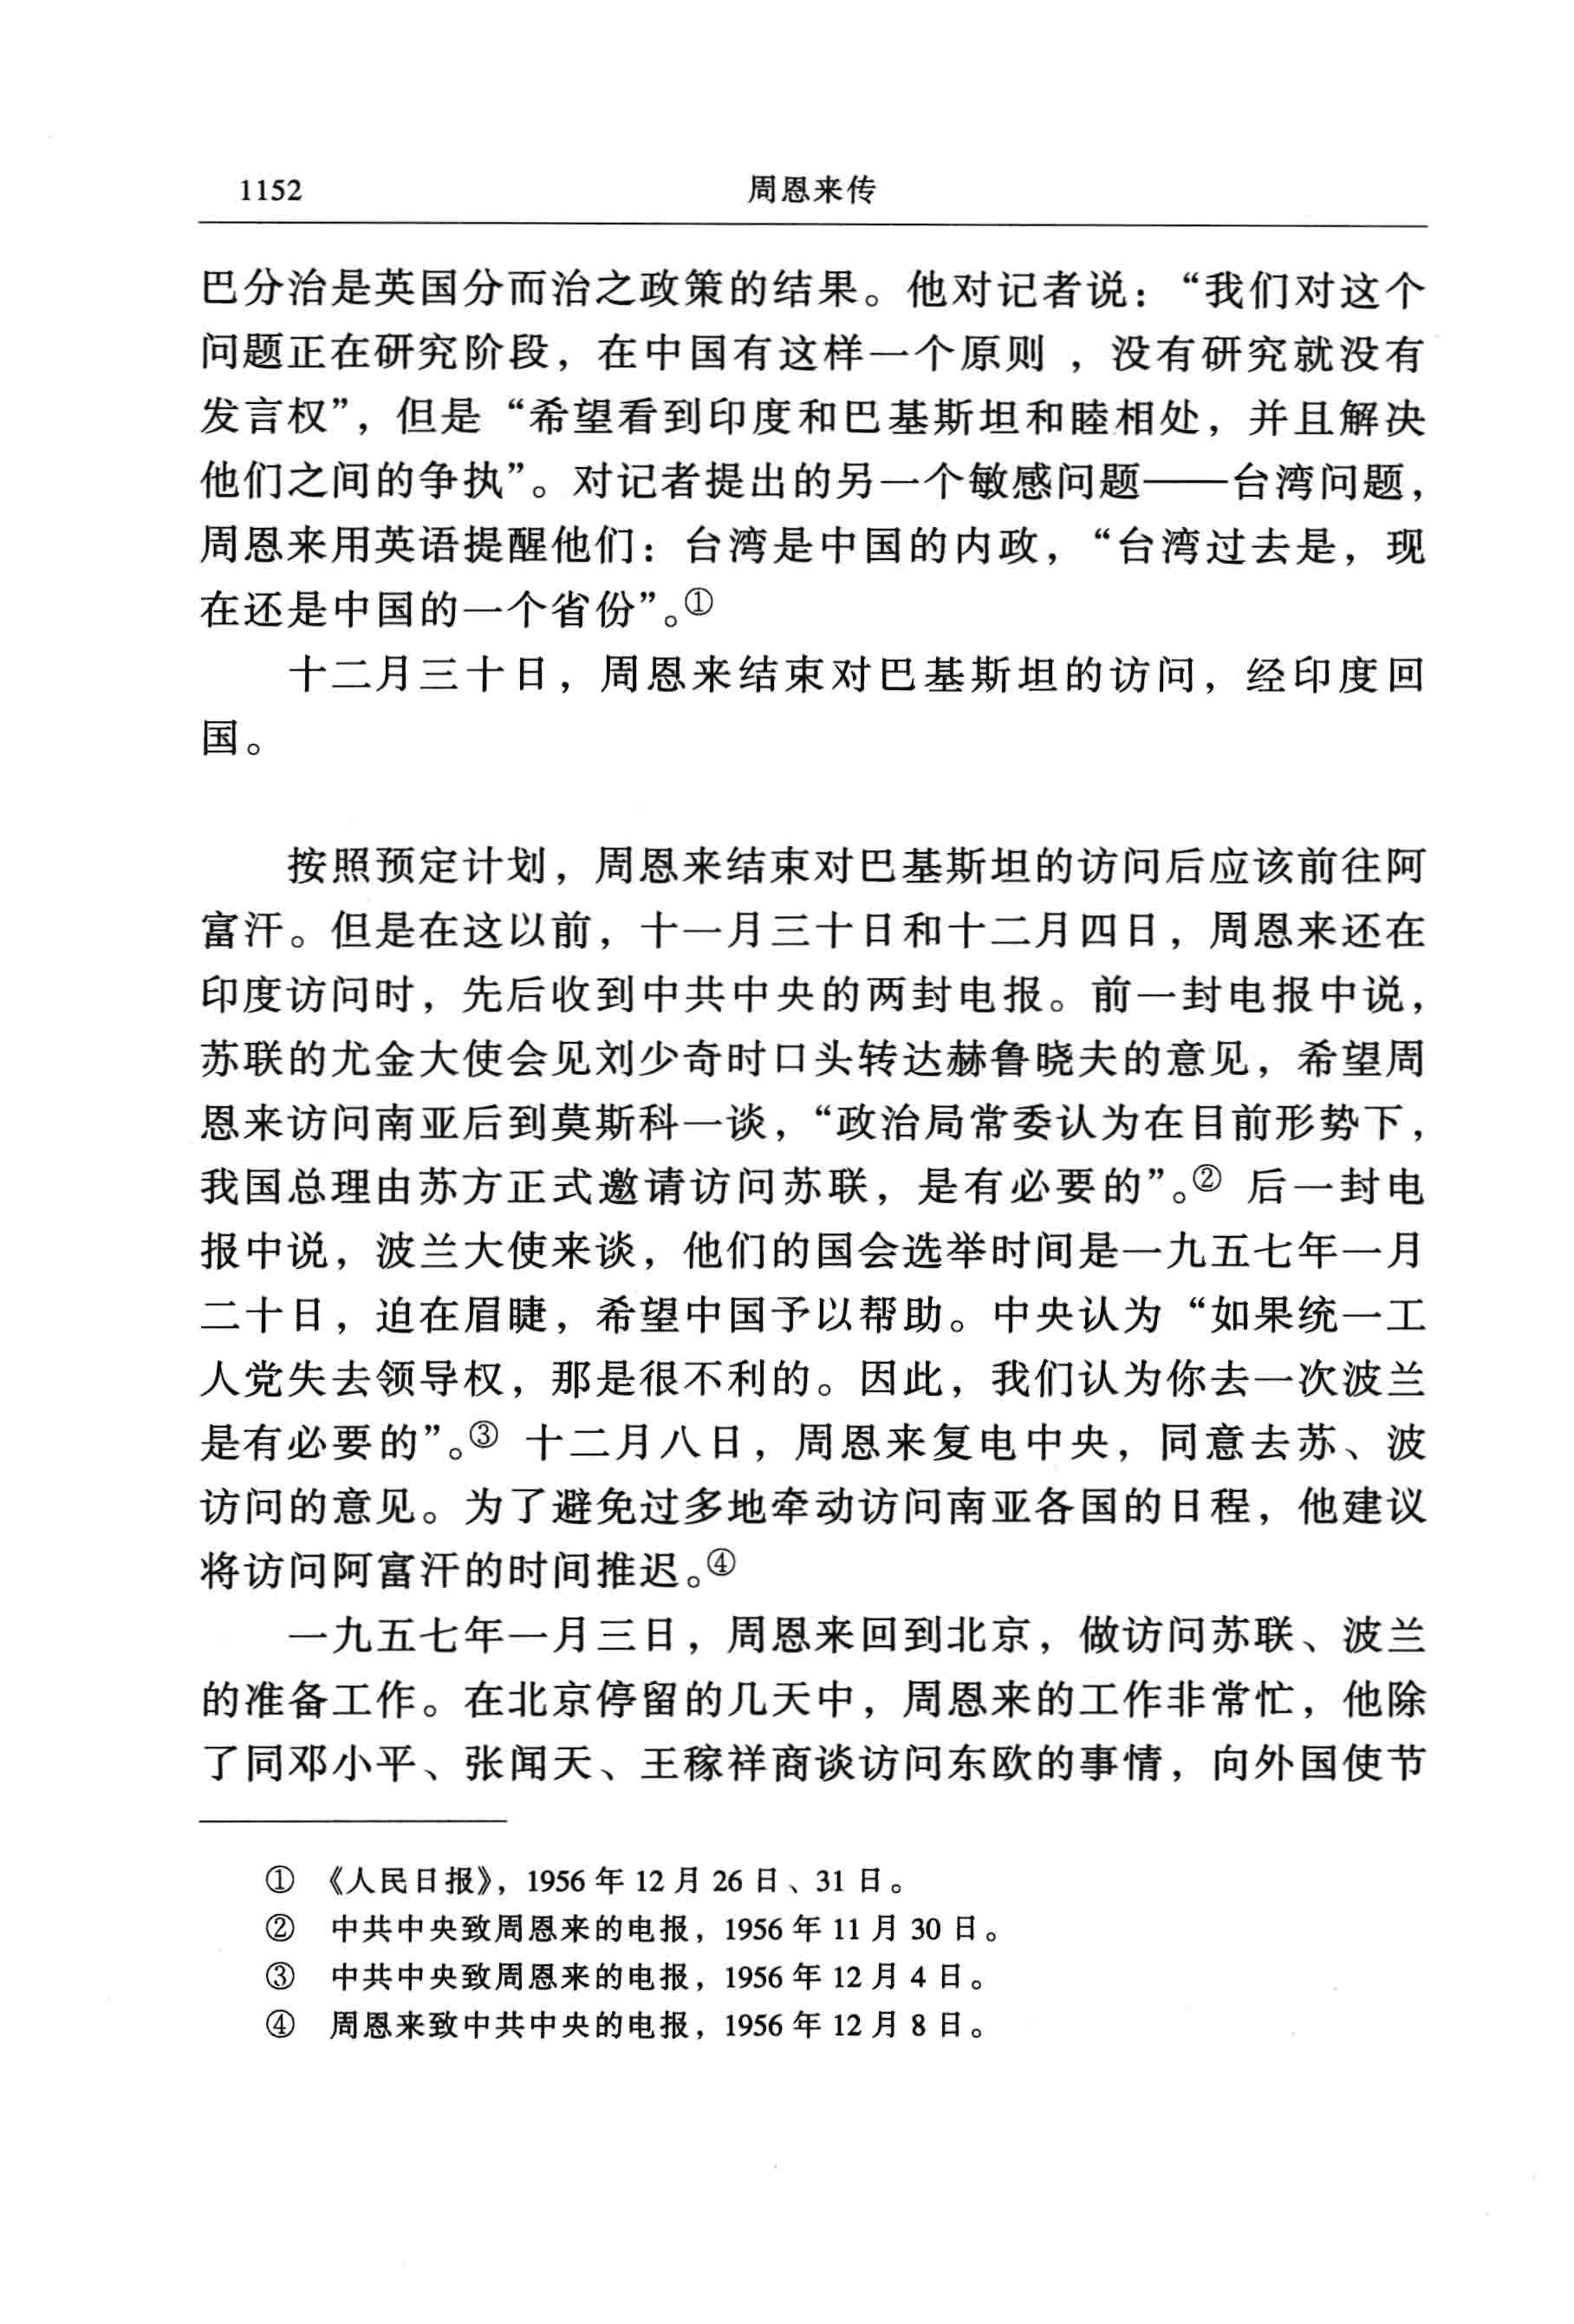 1152 周恩来传
巴分治是英国分而治之政策的结果。他对记者说：“我们对这个
问题正在研究阶段，在中国有这样一个原则，没有研究就没有
发言权”，但是“希望看到印度和巴基斯坦和睦相处，并且解决
他们之间的争执”。对记者提出的另一个敏感问题——台湾问题，
周恩来用英语提醒他们：台湾是中国的内政，“台湾过去是，现
在还是中国的一个省份”。①
十二月三十日，周恩来结束对巴基斯坦的访问，经印度回
国。
按照预定计划，周恩来结束对巴基斯坦的访问后应该前往阿
富汗。但是在这以前，十一月三十日和十二月四日，周恩来还在
印度访问时，先后收到中共中央的两封电报。前一封电报中说，
苏联的尤金大使会见刘少奇时口头转达赫鲁晓夫的意见，希望周
恩来访问南亚后到莫斯科一谈，“政治局常委认为在目前形势下，
我国总理由苏方正式邀请访问苏联，是有必要的”。② 后一封电
报中说，波兰大使来谈，他们的国会选举时间是一九五七年一月
二十日，迫在眉睫，希望中国予以帮助。中央认为“如果统一工
人党失去领导权，那是很不利的。因此，我们认为你去一次波兰
是有必要的”。③ 十二月八日，周恩来复电中央，同意去苏、波
访问的意见。为了避免过多地牵动访问南亚各国的日程，他建议
将访问阿富汗的时间推迟。④
一九五七年一月三日，周恩来回到北京，做访问苏联、波兰
的准备工作。在北京停留的几天中，周恩来的工作非常忙，他除
了同邓小平、张闻天、王稼祥商谈访问东欧的事情，向外国使节
① 《人民日报》，1956 年 12 月 26 日、31 日。
② 中共中央致周恩来的电报，1956 年 11 月 30 日。
③ 中共中央致周恩来的电报，1956 年 12 月 4 日。
④ 周恩来致中共中央的电报，1956 年 12 月 8 日。